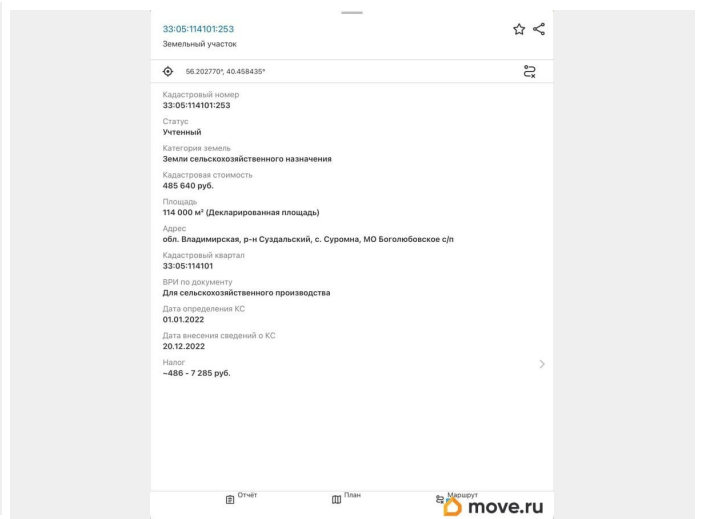 33:05:114101:253
Земельный участок
56.202770°, 40.458435°
Кадастровый номер
33:05:114101:253
Статус
Учтенный
Категория земель
Земли сельскохозяйственного назначения
Кадастровая стоимость
485 640 руб.
Площадь
114 000 м² (Декларированная площадь)
Адрес
обл. Владимирская, р-н Суздальский, с. Суромна, МО Боголюбовское с/п
Кадастровый квартал
33:05:114101
ВРИ по документу
Для сельскохозяйственного производства
Дата определения КС
01.01.2022
Дата внесения сведений о КС
20.12.2022
Налог
~486 - 7 285 руб.
Отчёт План Маршрут
move.ru